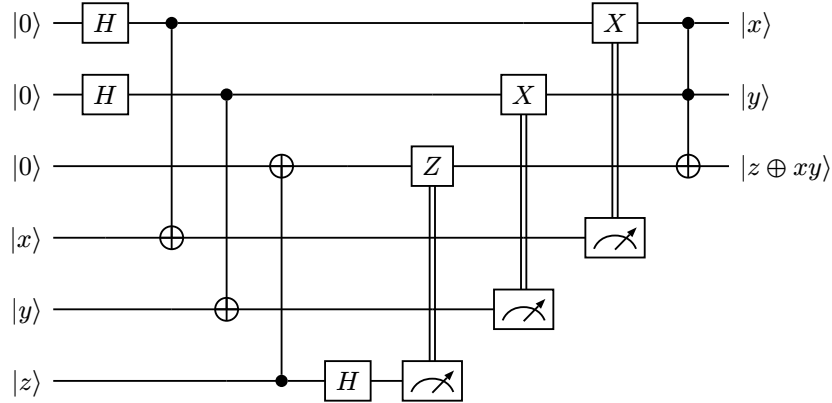 |0⟩ H X |x⟩
|0⟩ H X |y⟩
|0⟩ Z |z ⊕ xy⟩
|x⟩
|y⟩
|z⟩ H